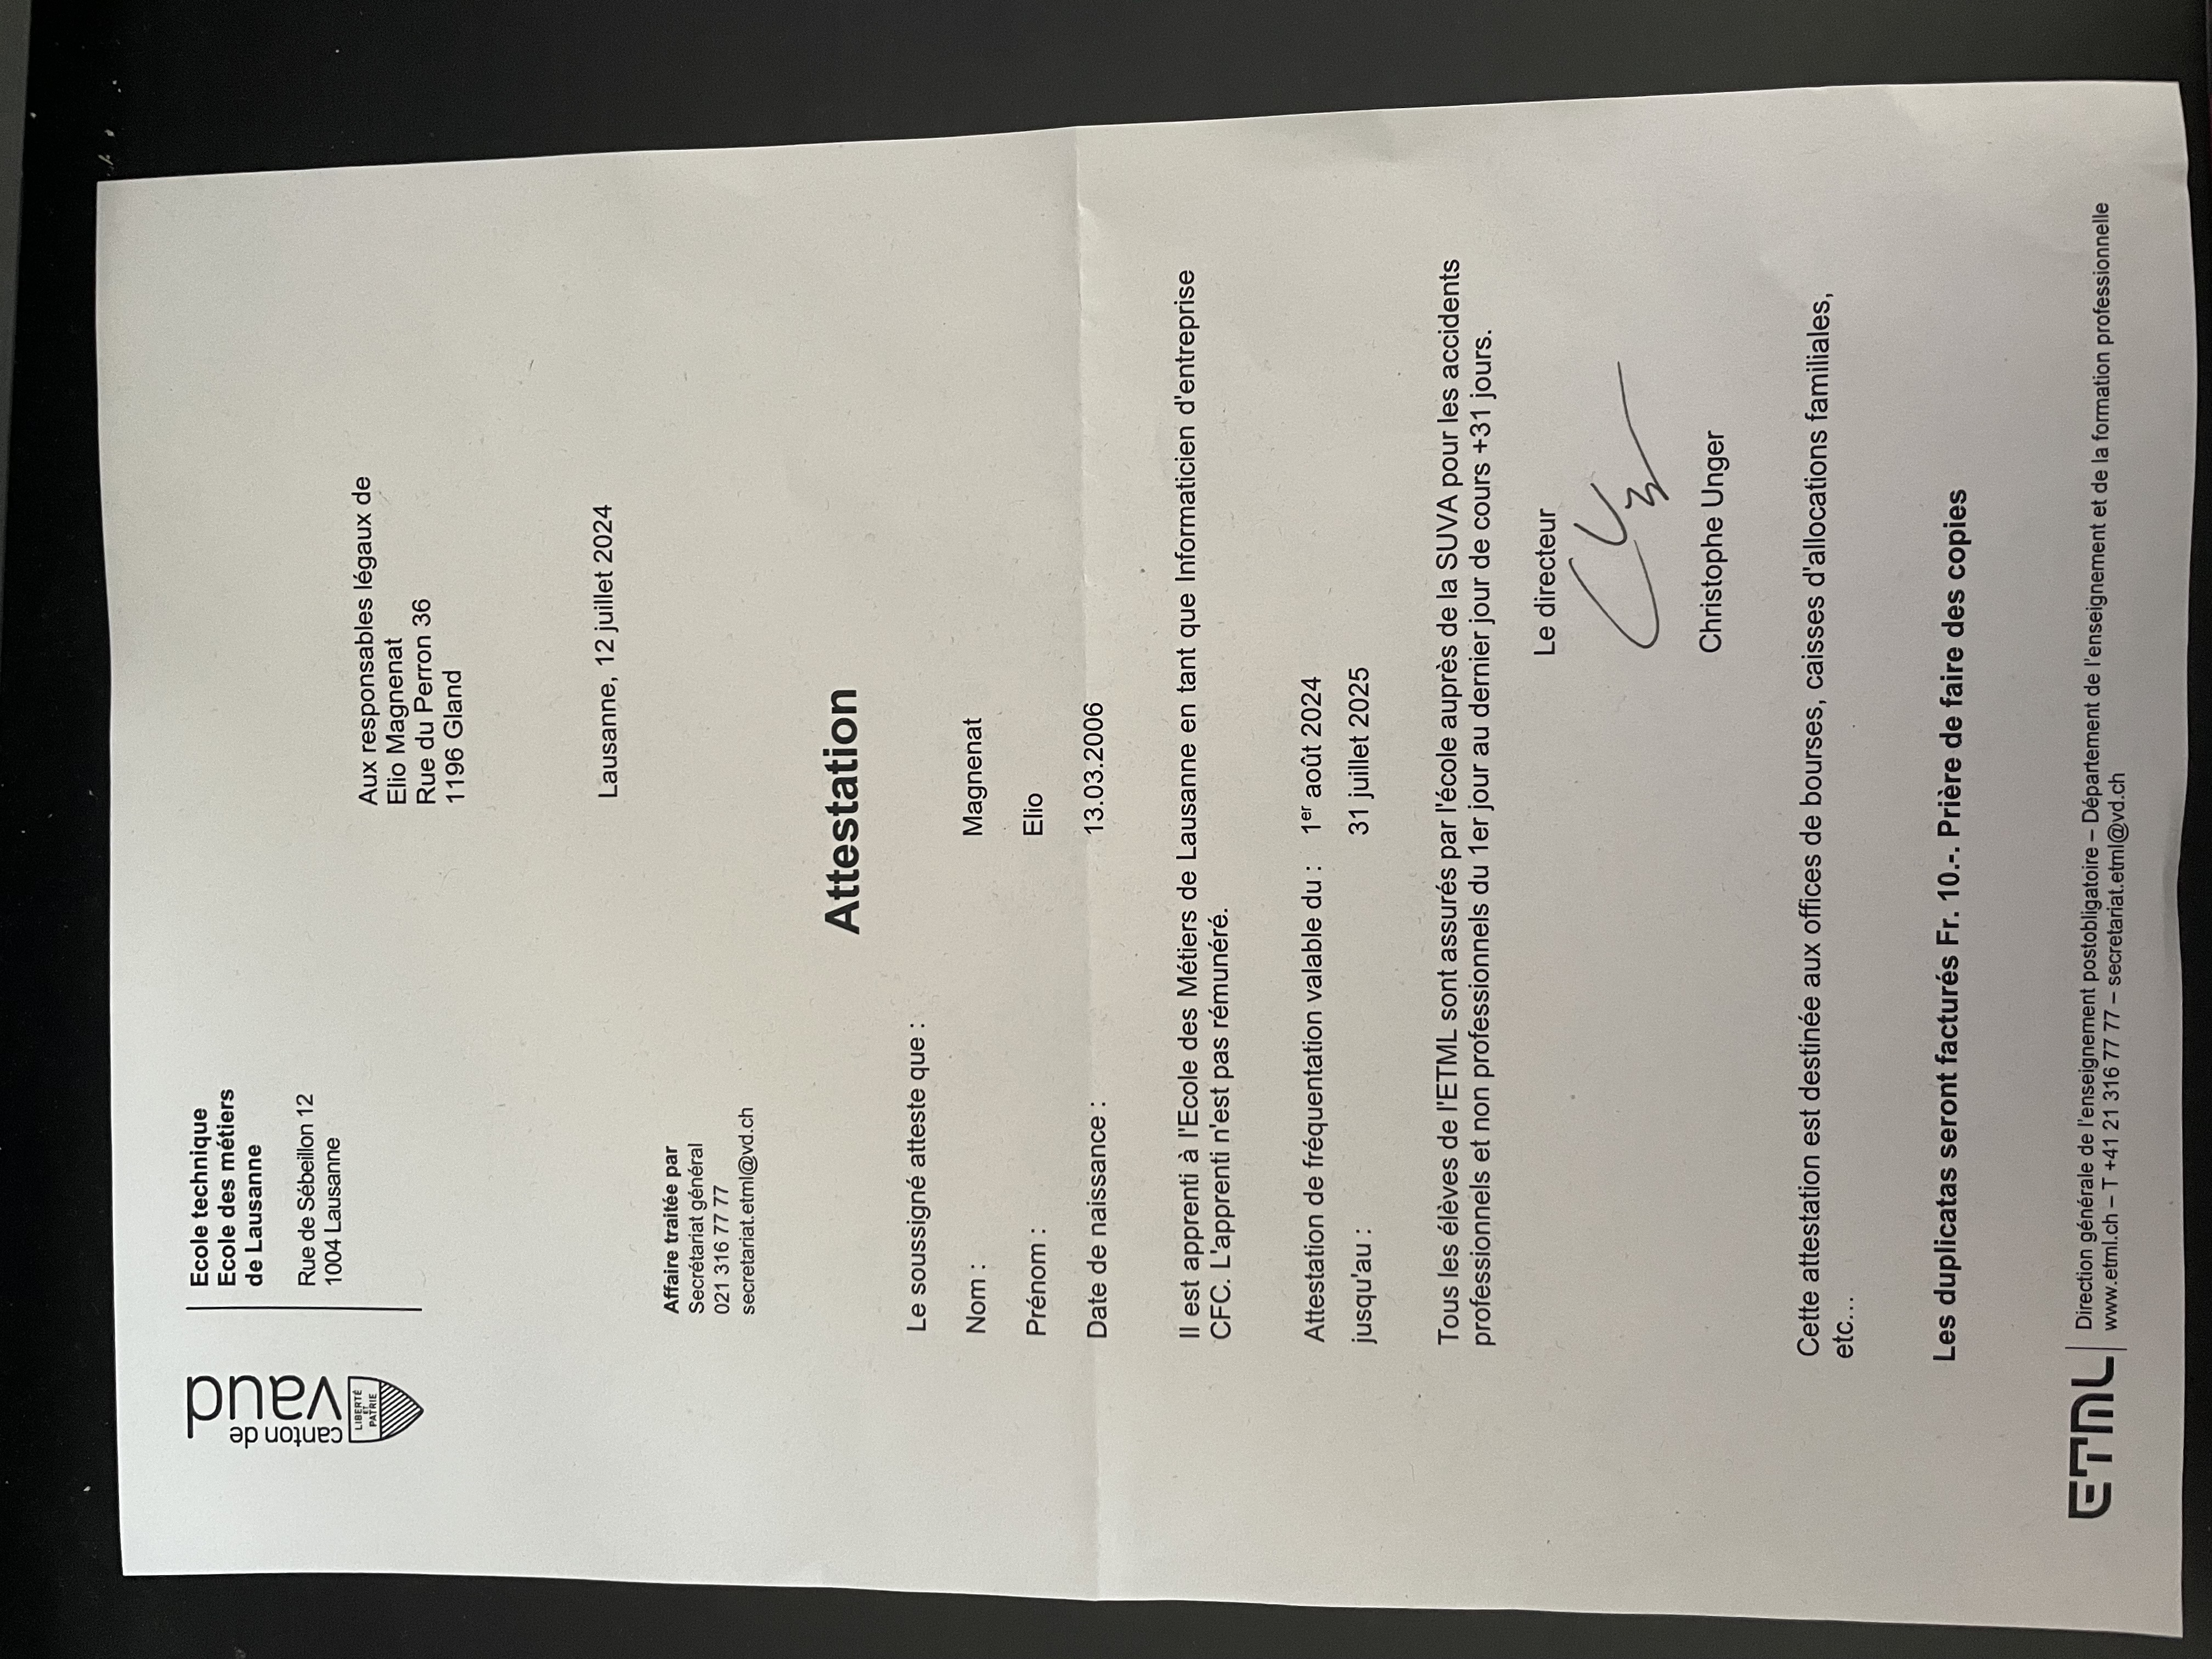 canton de
vaud
LIBERTÉ
ET
PATRIE
Ecole technique
Ecole des métiers
de Lausanne
Rue de Sébeillon 12
1004 Lausanne
Aux responsables légaux de
Elio Magnenat
Rue du Perron 36
1196 Gland
Lausanne, 12 juillet 2024
Affaire traitée par
Secrétariat général
021 316 77 77
secretariat.etml@vd.ch
Attestation
Le soussigné atteste que :
Nom : Magnenat
Prénom : Elio
Date de naissance : 13.03.2006
Il est apprenti à l'Ecole des Métiers de Lausanne en tant que Informaticien d'entreprise
CFC. L'apprenti n'est pas rémunéré.
Attestation de fréquentation valable du : 1er août 2024
jusqu'au : 31 juillet 2025
Tous les élèves de l'ETML sont assurés par l'école auprès de la SUVA pour les accidents
professionnels et non professionnels du 1er jour au dernier jour de cours +31 jours.
Le directeur
Christophe Unger
Cette attestation est destinée aux offices de bourses, caisses d'allocations familiales,
etc...
Les duplicatas seront facturés Fr. 10.-. Prière de faire des copies
ETML
Direction générale de l'enseignement postobligatoire – Département de l'enseignement et de la formation professionnelle
www.etml.ch – T +41 21 316 77 77 – secretariat.etml@vd.ch